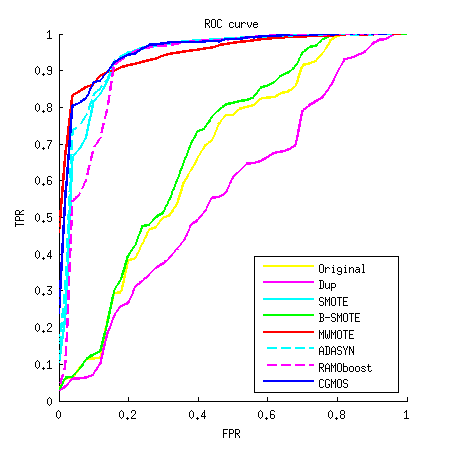 ROC curve
1
0.9
0.8
0.7
0.6
0.5
0.4
0.3
0.2
0.1
0
TPR
Original
Dup
SMOTE
B-SMOTE
MWMOTE
ADASYN
RAMOboost
CGMOS
0 0.2 0.4 0.6 0.8 1
FPR